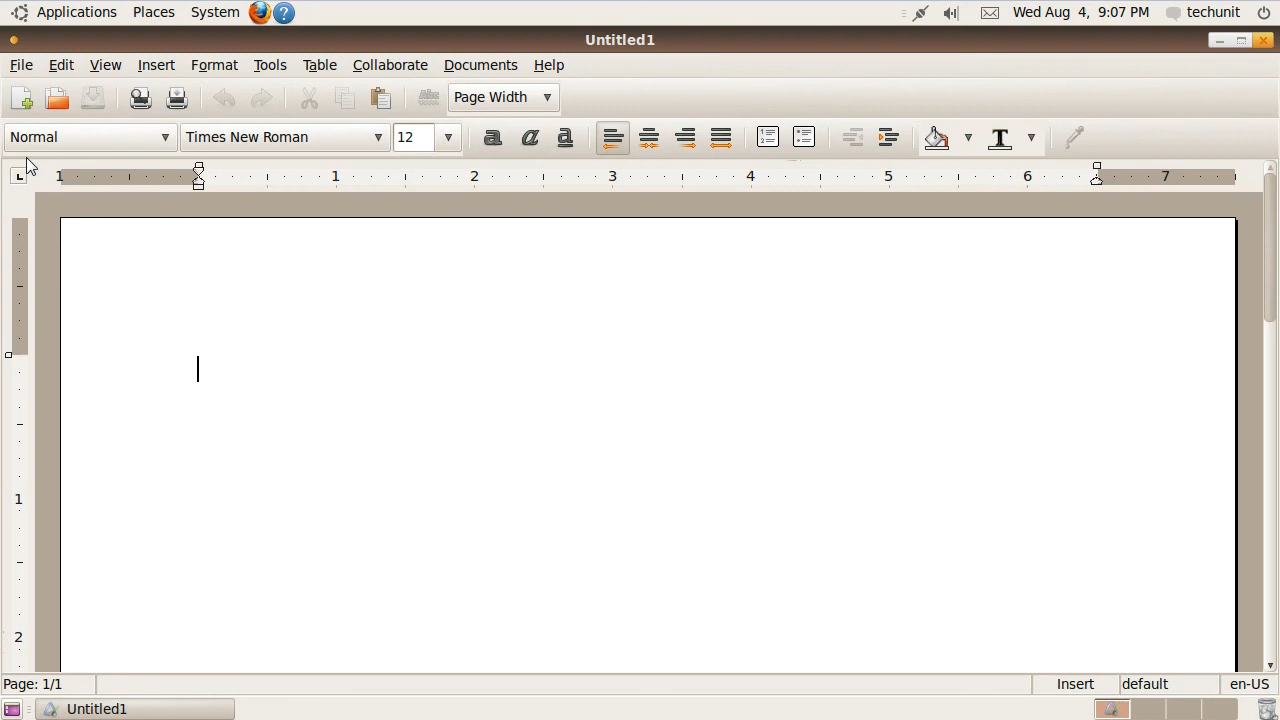 Applications Places System Wed Aug 4, 9:07 PM techunit
Untitled1
File Edit View Insert Format Tools Table Collaborate Documents Help
Abc Page Width
Normal Times New Roman 12 a a a T
1 1 2 3 4 5 6 7
1
2
Page: 1/1 Insert default en-US
Untitled1